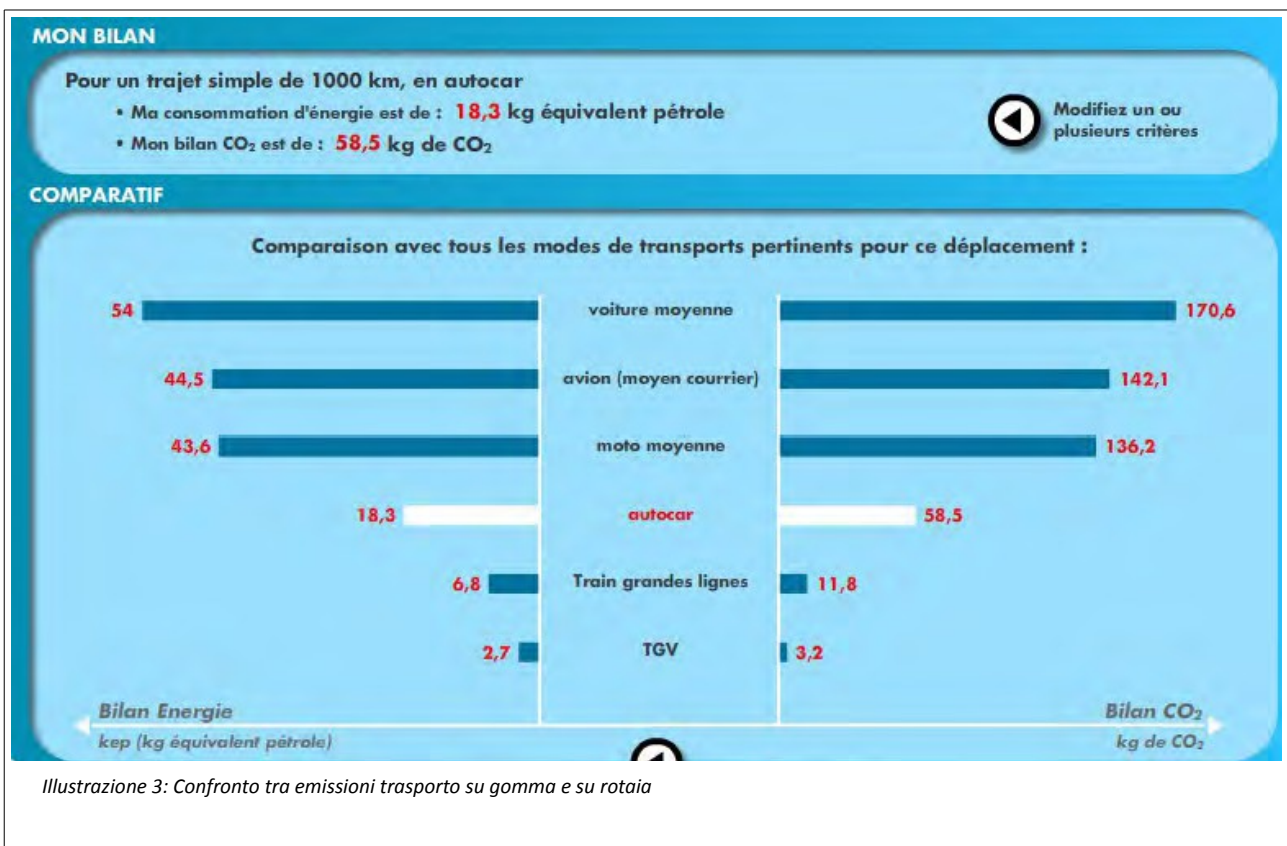 MON BILAN
Pour un trajet simple de 1000 km, en autocar
• Ma consommation d'énergie est de : 18,3 kg équivalent pétrole
• Mon bilan CO₂ est de : 58,5 kg de CO₂
Modifiez un ou
plusieurs critères
COMPARATIF
Comparaison avec tous les modes de transports pertinents pour ce déplacement :
54 voiture moyenne 170,6
44,5 avion (moyen courrier) 142,1
43,6 moto moyenne 136,2
18,3 autocar 58,5
6,8 Train grandes lignes 11,8
2,7 TGV 3,2
Bilan Energie Bilan CO₂
kep (kg équivalent pétrole) kg de CO₂
Illustrazione 3: Confronto tra emissioni trasporto su gomma e su rotaia